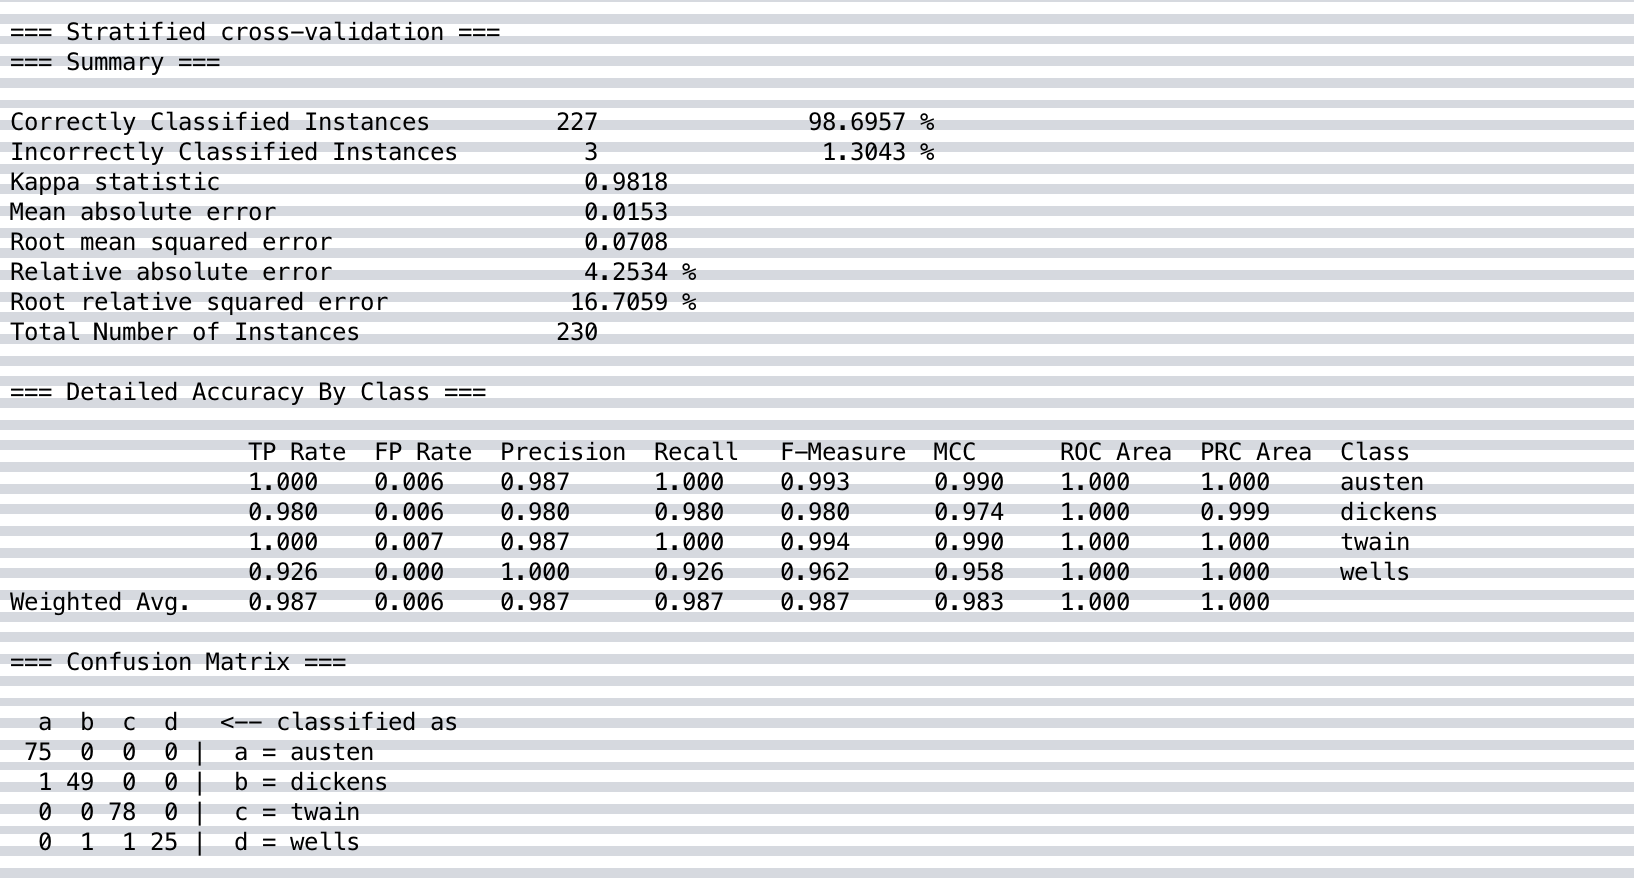 === Stratified cross-validation ===
=== Summary ===
Correctly Classified Instances         227               98.6957 %
Incorrectly Classified Instances         3                1.3043 %
Kappa statistic                          0.9818
Mean absolute error                      0.0153
Root mean squared error                  0.0708
Relative absolute error                  4.2534 %
Root relative squared error             16.7059 %
Total Number of Instances              230
=== Detailed Accuracy By Class ===
                 TP Rate  FP Rate  Precision  Recall   F-Measure  MCC      ROC Area  PRC Area  Class
                 1.000    0.006    0.987      1.000    0.993      0.990    1.000     1.000     austen
                 0.980    0.006    0.980      0.980    0.980      0.974    1.000     0.999     dickens
                 1.000    0.007    0.987      1.000    0.994      0.990    1.000     1.000     twain
                 0.926    0.000    1.000      0.926    0.962      0.958    1.000     1.000     wells
Weighted Avg.    0.987    0.006    0.987      0.987    0.987      0.983    1.000     1.000
=== Confusion Matrix ===
  a  b  c  d   <-- classified as
 75  0  0  0 |  a = austen
  1 49  0  0 |  b = dickens
  0  0 78  0 |  c = twain
  0  1  1 25 |  d = wells